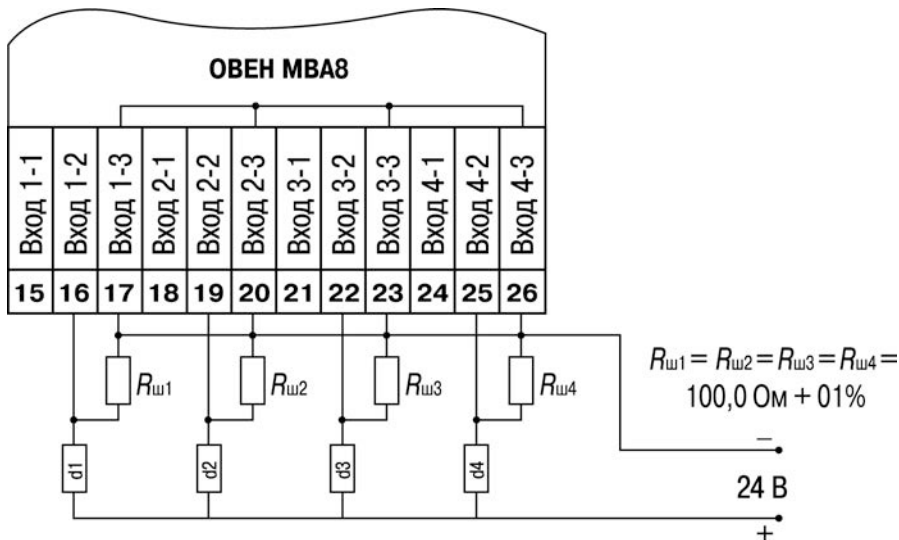 ОВЕН МВА8
Вход 1-1
Вход 1-2
Вход 1-3
Вход 2-1
Вход 2-2
Вход 2-3
Вход 3-1
Вход 3-2
Вход 3-3
Вход 4-1
Вход 4-2
Вход 4-3
15 16 17 18 19 20 21 22 23 24 25 26
Rш1
Rш2
Rш3
Rш4
Rш1 = Rш2 = Rш3 = Rш4 =
100,0 Ом + 01%
d1
d2
d3
d4
−
24 В
+